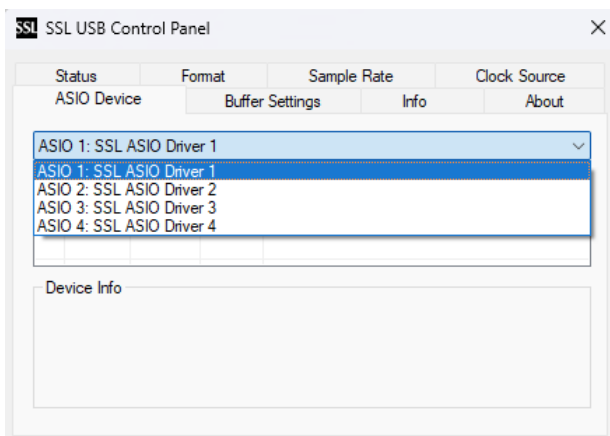 SSL SSL USB Control Panel
Status Format Sample Rate Clock Source
ASIO Device Buffer Settings Info About
ASIO 1: SSL ASIO Driver 1
ASIO 1: SSL ASIO Driver 1
ASIO 2: SSL ASIO Driver 2
ASIO 3: SSL ASIO Driver 3
ASIO 4: SSL ASIO Driver 4
Device Info